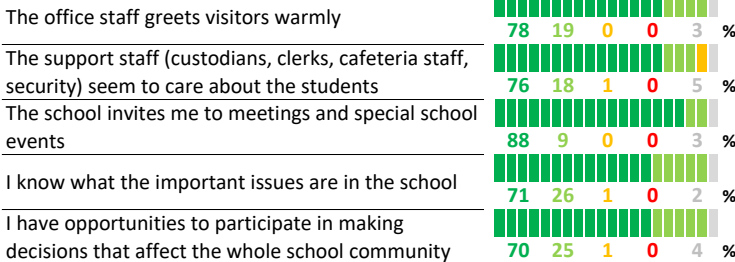 The office staff greets visitors warmly
78 19 0 0 3 %
The support staff (custodians, clerks, cafeteria staff,
security) seem to care about the students
76 18 1 0 5 %
The school invites me to meetings and special school
events
88 9 0 0 3 %
I know what the important issues are in the school
71 26 1 0 2 %
I have opportunities to participate in making
decisions that affect the whole school community
70 25 1 0 4 %